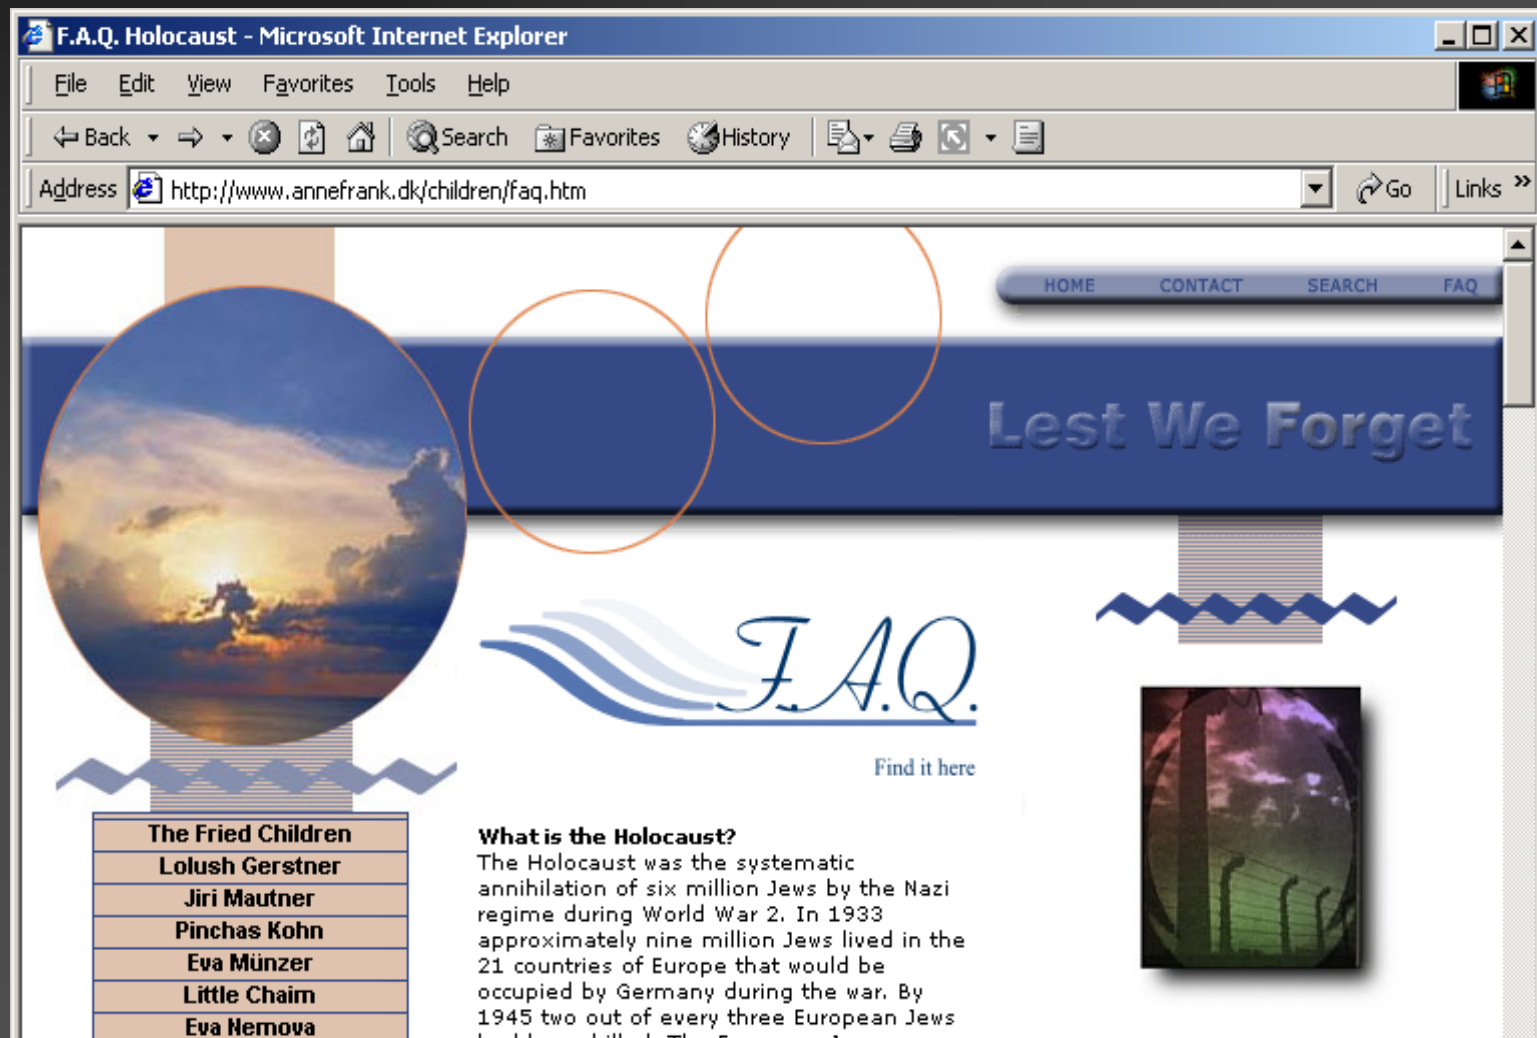 F.A.Q. Holocaust - Microsoft Internet Explorer
File Edit View Favorites Tools Help
Back Search Favorites History
Address http://www.annefrank.dk/children/faq.htm Go Links »
HOME CONTACT SEARCH FAQ
Lest We Forget
F.A.Q.
Find it here
The Fried Children
Lolush Gerstner
Jiri Mautner
Pinchas Kohn
Eva Münzer
Little Chaim
Eva Nemova
What is the Holocaust?
The Holocaust was the systematic
annihilation of six million Jews by the Nazi
regime during World War 2. In 1933
approximately nine million Jews lived in the
21 countries of Europe that would be
occupied by Germany during the war. By
1945 two out of every three European Jews